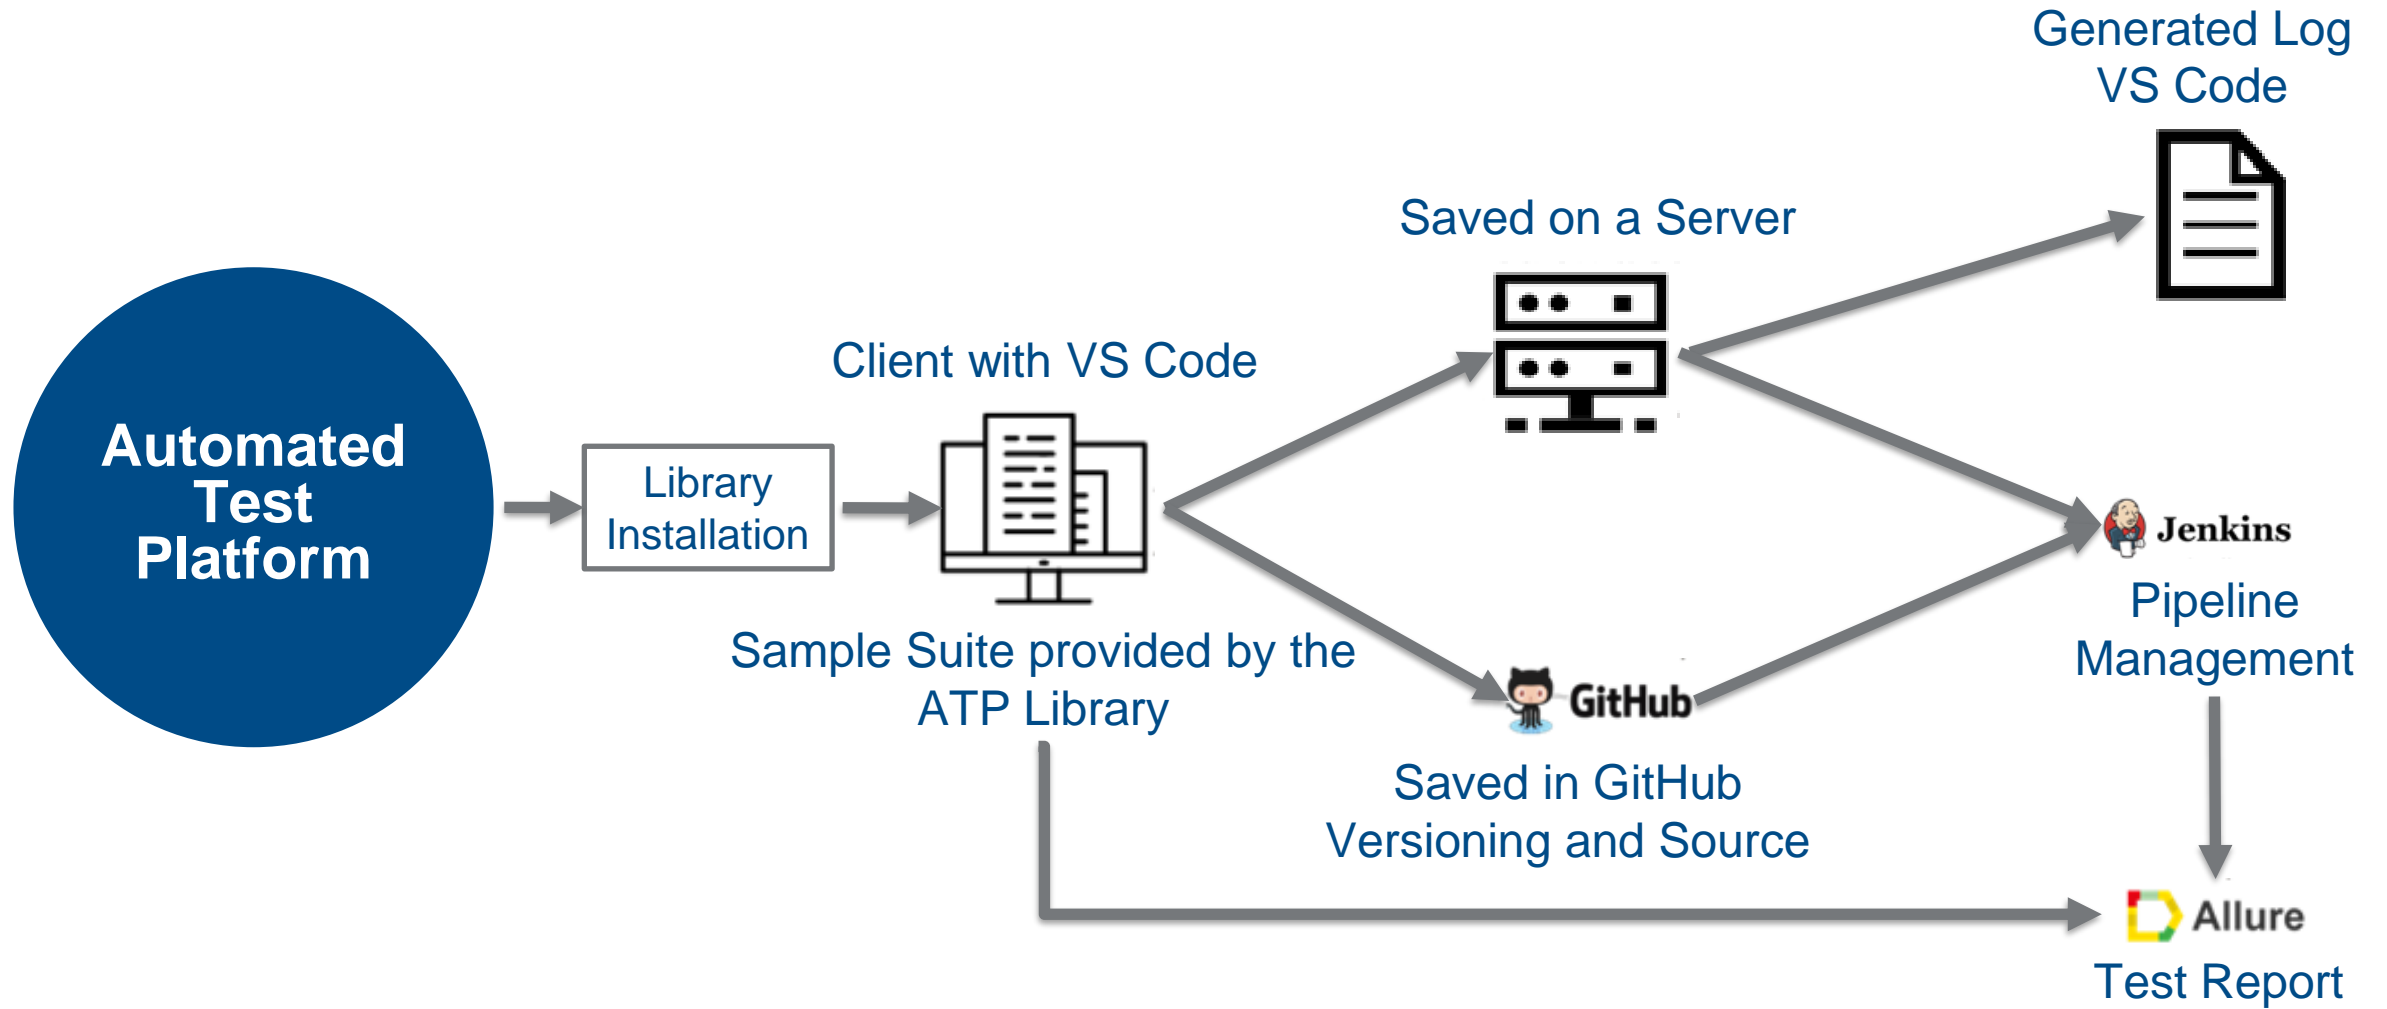 Generated Log
VS Code
Saved on a Server
Client with VS Code
Automated
Test
Platform
Library
Installation
Jenkins
Pipeline
Management
Sample Suite provided by the
ATP Library
GitHub
Saved in GitHub
Versioning and Source
Allure
Test Report